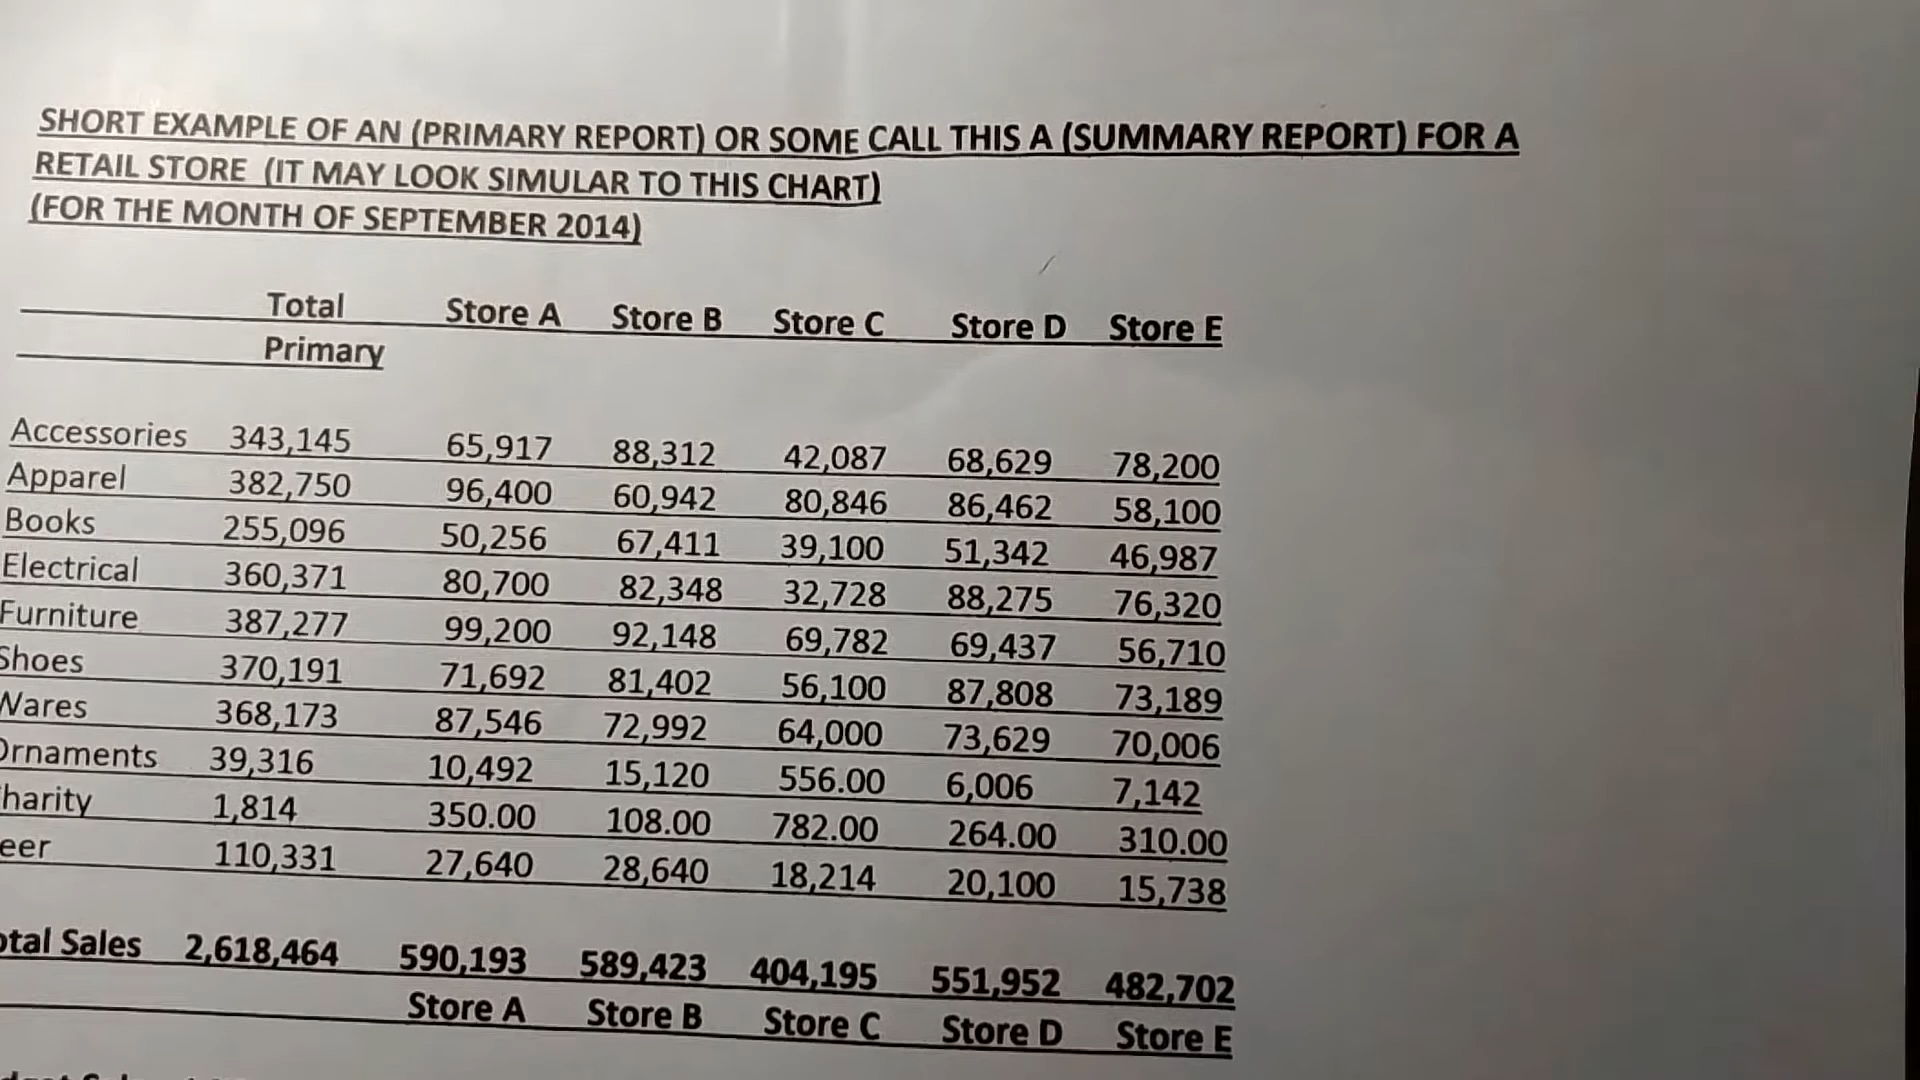 SHORT EXAMPLE OF AN (PRIMARY REPORT) OR SOME CALL THIS A (SUMMARY REPORT) FOR A
RETAIL STORE (IT MAY LOOK SIMULAR TO THIS CHART)
(FOR THE MONTH OF SEPTEMBER 2014)
Total Store A Store B Store C Store D Store E
Primary
Accessories 343,145 65,917 88,312 42,087 68,629 78,200
Apparel 382,750 96,400 60,942 80,846 86,462 58,100
Books 255,096 50,256 67,411 39,100 51,342 46,987
Electrical 360,371 80,700 82,348 32,728 88,275 76,320
Furniture 387,277 99,200 92,148 69,782 69,437 56,710
Shoes 370,191 71,692 81,402 56,100 87,808 73,189
Wares 368,173 87,546 72,992 64,000 73,629 70,006
Ornaments 39,316 10,492 15,120 556.00 6,006 7,142
harity 1,814 350.00 108.00 782.00 264.00 310.00
eer 110,331 27,640 28,640 18,214 20,100 15,738
otal Sales 2,618,464 590,193 589,423 404,195 551,952 482,702
Store A Store B Store C Store D Store E